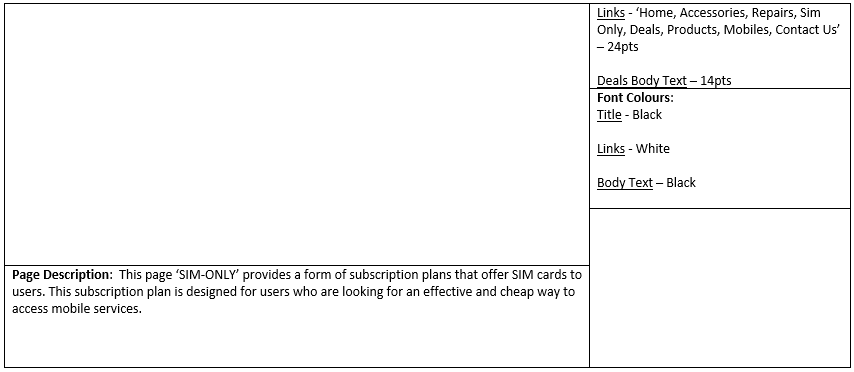 Links - ‘Home, Accessories, Repairs, Sim
Only, Deals, Products, Mobiles, Contact Us’
– 24pts
Deals Body Text – 14pts
Font Colours:
Title - Black
Links - White
Body Text – Black
Page Description:  This page ‘SIM-ONLY’ provides a form of subscription plans that offer SIM cards to
users. This subscription plan is designed for users who are looking for an effective and cheap way to
access mobile services.